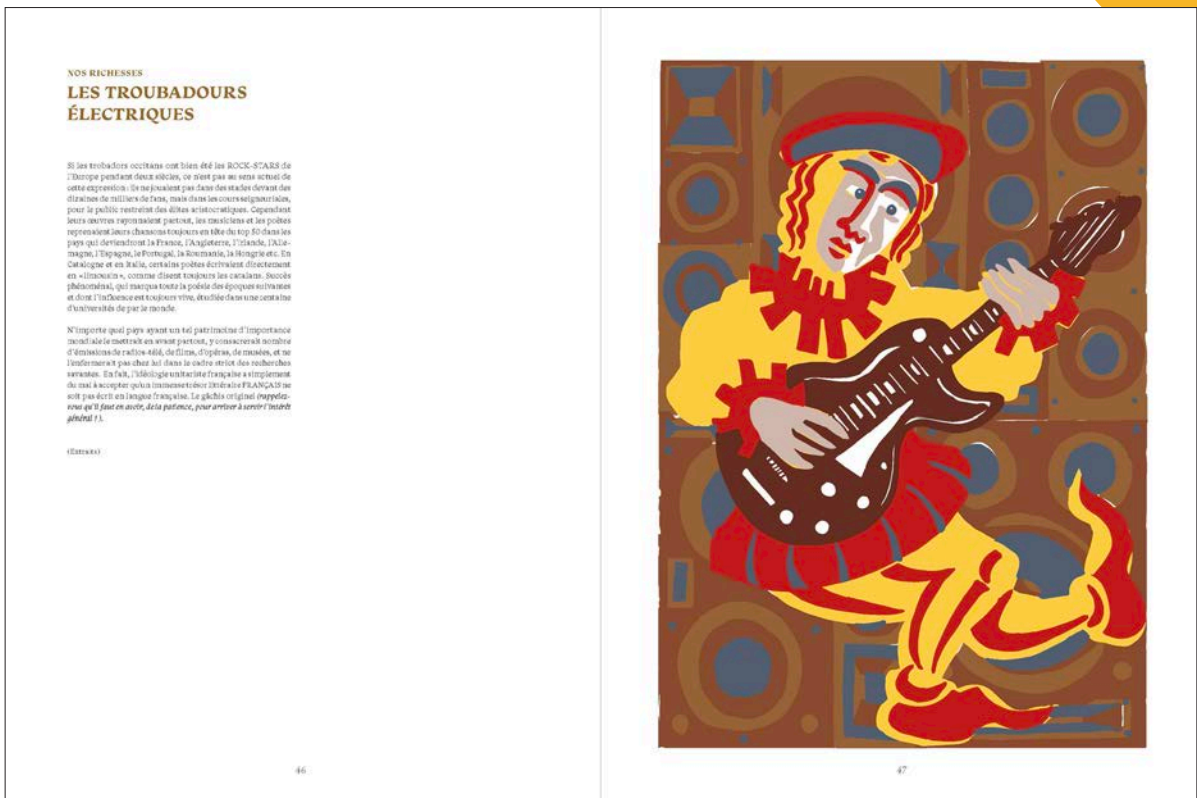 NOS RICHESSES
LES TROUBADOURS
ÉLECTRIQUES
Si les trobadors occitans ont bien été les ROCK-STARS de
l'Europe pendant deux siècles, ce n'est pas au sens actuel de
cette expression : ils ne jouaient pas dans des stades devant des
dizaines de milliers de fans, mais dans les cours seigneuriales,
pour le public restreint des élites aristocratiques. Cependant
leurs œuvres rayonnaient partout, les musiciens et les poètes
reprenaient leurs chansons toujours en tête du top 50 dans les
pays qui deviendront la France, l'Angleterre, l'Irlande, l'Alle-
magne, l'Espagne, le Portugal, la Roumanie, la Hongrie etc. En
Catalogne et en Italie, certains poètes écrivaient directement
en « limousin », comme disent toujours les catalans. Succès
phénoménal, qui marqua toute la poésie des époques suivantes
et dont l'influence est toujours vive, étudiée dans une centaine
d'universités de par le monde.
N'importe quel pays ayant un tel patrimoine d'importance
mondiale le mettrait en avant partout, y consacrerait nombre
d'émissions de radios-télé, de films, d'opéras, de musées, et ne
l'enfermerait pas chez lui dans le cadre strict des recherches
savantes. En fait, l'idéologie unitariste française a simplement
du mal à accepter qu'un immense trésor littéraire FRANÇAIS ne
soit pas écrit en langue française. Le gâchis originel (rappelez-
vous qu'il faut en avoir, de la patience, pour arriver à servir l'intérêt
général ! ).
(Extraits)
46
47